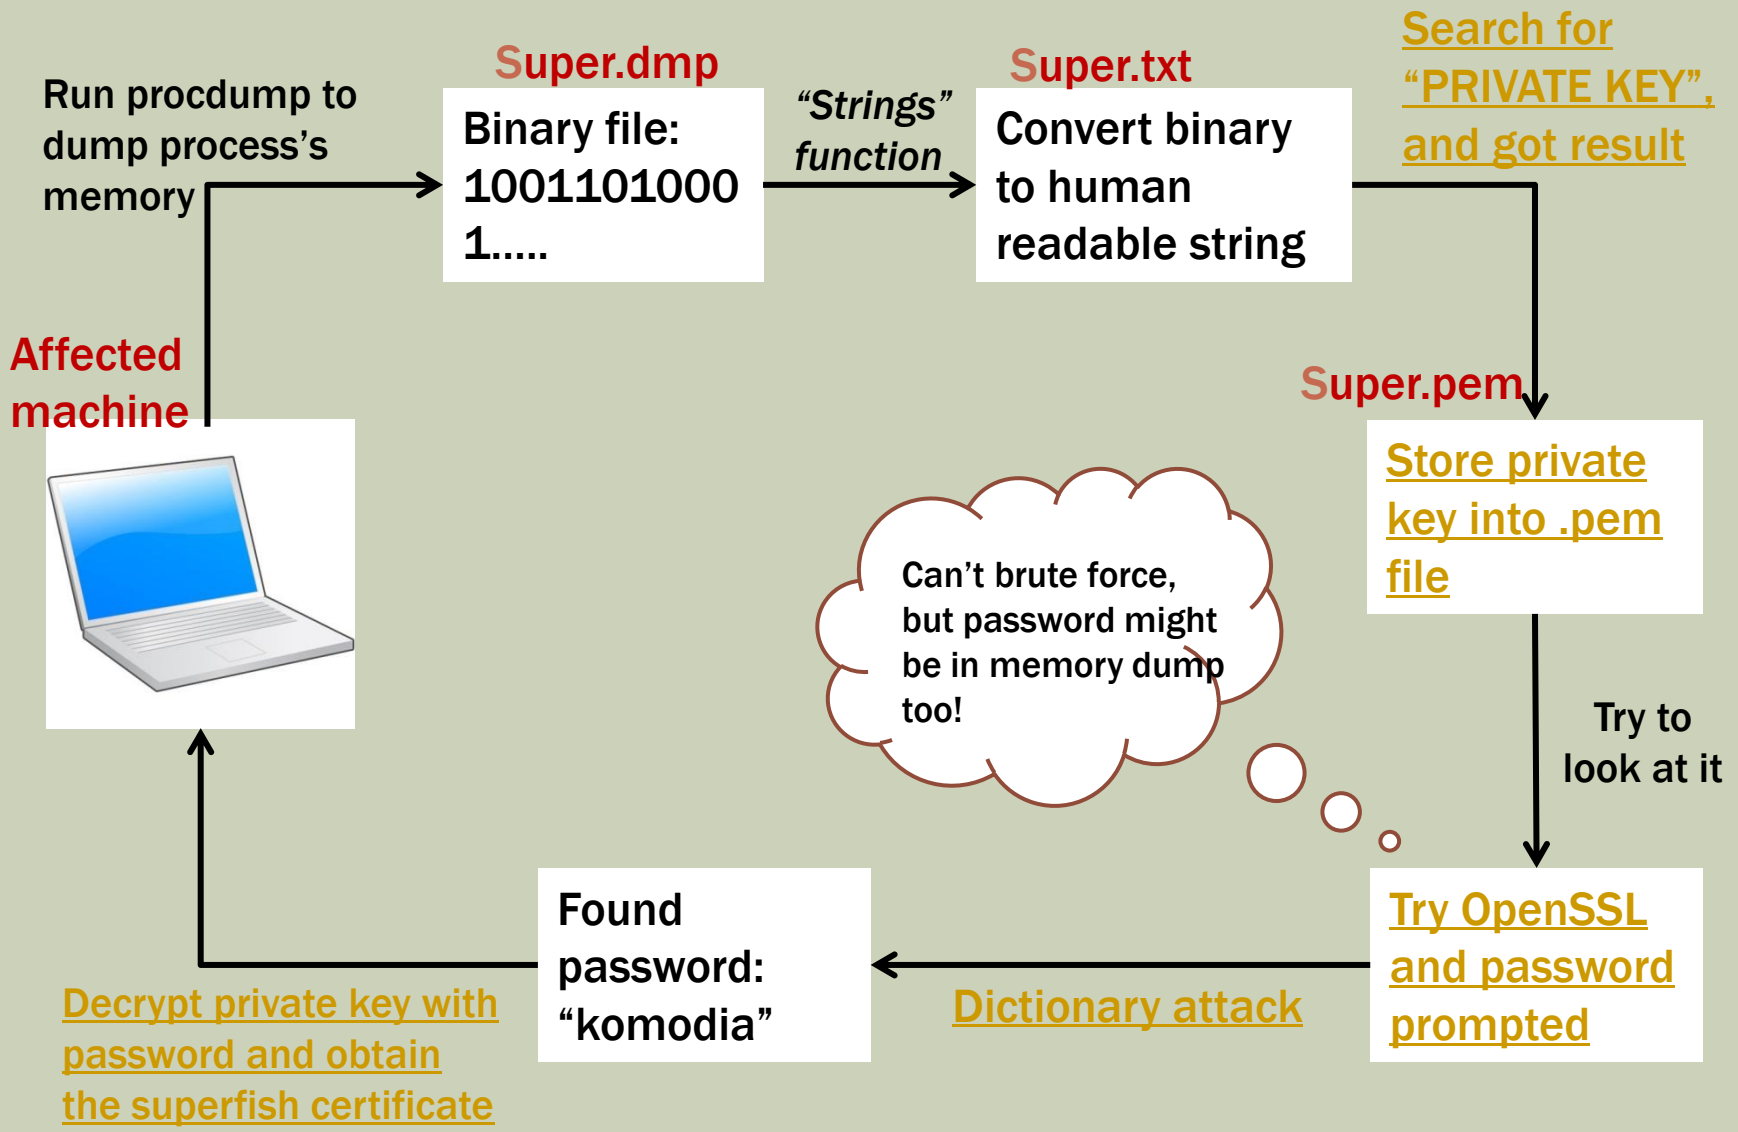 Run procdump to
dump process's
memory
Super.dmp
Binary file:
1001101000
1.....
“Strings”
function
Super.txt
Convert binary
to human
readable string
Search for
“PRIVATE KEY”,
and got result
Super.pem
Store private
key into .pem
file
Try to
look at it
Try OpenSSL
and password
prompted
Can’t brute force,
but password might
be in memory dump
too!
Dictionary attack
Found
password:
“komodia”
Decrypt private key with
password and obtain
the superfish certificate
Affected
machine